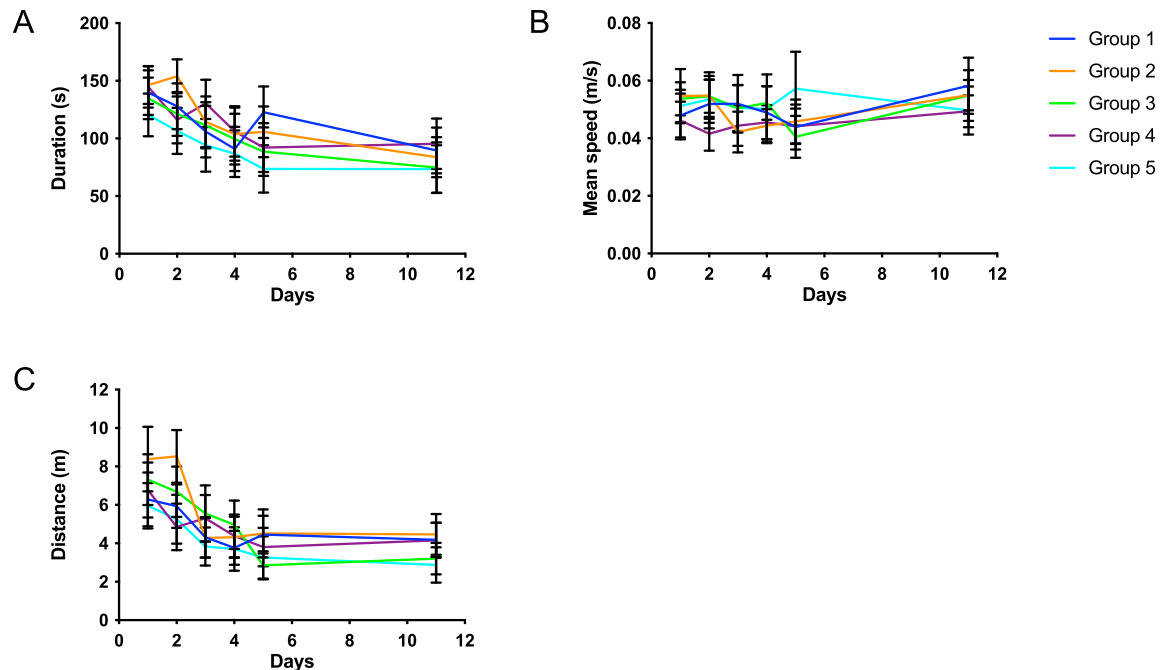 A
Duration (s)
200
150
100
50
0
0 2 4 6 8 10 12
Days
B
Mean speed (m/s)
0.08
0.06
0.04
0.02
0.00
0 2 4 6 8 10 12
Days
Group 1
Group 2
Group 3
Group 4
Group 5
C
Distance (m)
12
10
8
6
4
2
0
0 2 4 6 8 10 12
Days